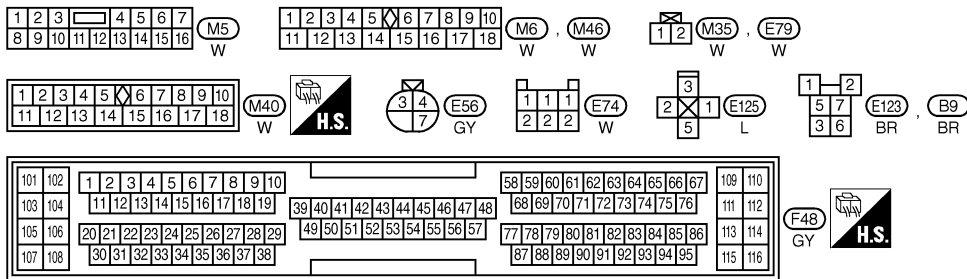 1 2 3 4 5 6 7 M5
8 9 10 11 12 13 14 15 16 W
1 2 3 4 5 6 7 8 9 10 M6 , M46
11 12 13 14 15 16 17 18 W W
1 2 M35 , E79
W W
1 2 3 4 5 6 7 8 9 10 M40
11 12 13 14 15 16 17 18 W
H.S.
3 4 E56
7 GY
1 1 1 E74
2 2 2 W
3
2 1 E125
5 L
1 2
5 7 E123 , B9
3 6 BR BR
101 102 1 2 3 4 5 6 7 8 9 10 58 59 60 61 62 63 64 65 66 67 109 110
103 104 11 12 13 14 15 16 17 18 19 39 40 41 42 43 44 45 46 47 48 68 69 70 71 72 73 74 75 76 111 112
105 106 20 21 22 23 24 25 26 27 28 29 49 50 51 52 53 54 55 56 57 77 78 79 80 81 82 83 84 85 86 113 114
107 108 30 31 32 33 34 35 36 37 38 87 88 89 90 91 92 93 94 95 115 116
F48
GY
H.S.